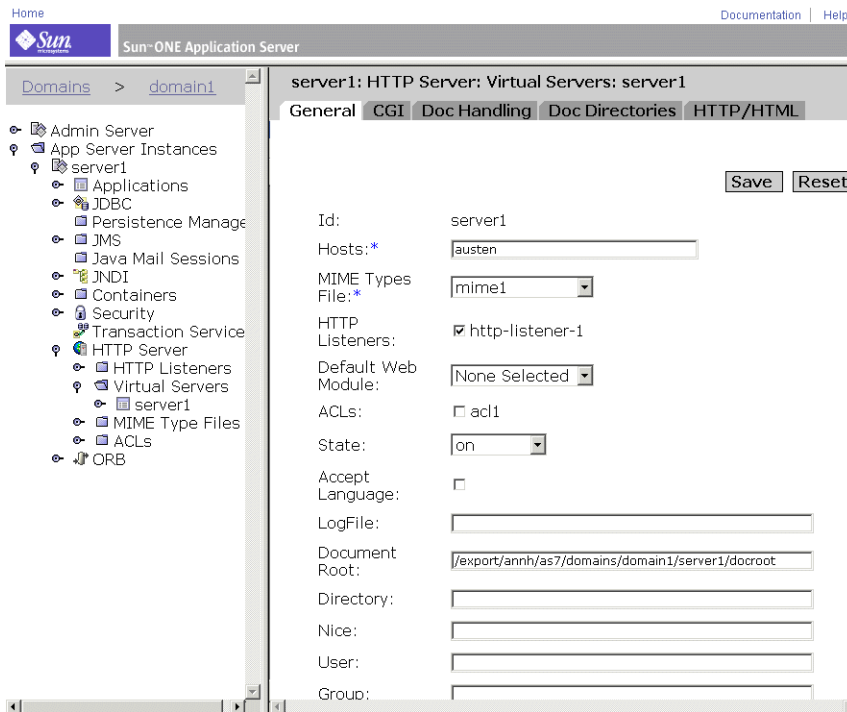 Home
Documentation | Help
Sun
microsystems
Sun™ ONE Application Server
Domains > domain1
Admin Server
App Server Instances
server1
Applications
JDBC
Persistence Manage
JMS
Java Mail Sessions
JNDI
Containers
Security
Transaction Service
HTTP Server
HTTP Listeners
Virtual Servers
server1
MIME Type Files
ACLs
ORB
server1: HTTP Server: Virtual Servers: server1
General CGI Doc Handling Doc Directories HTTP/HTML
Save Reset
Id: server1
Hosts:* austen
MIME Types
File:* mime1
HTTP
Listeners: http-listener-1
Default Web
Module: None Selected
ACLs: acl1
State: on
Accept
Language:
LogFile:
Document
Root: /export/annh/as7/domains/domain1/server1/docroot
Directory:
Nice:
User:
Group: